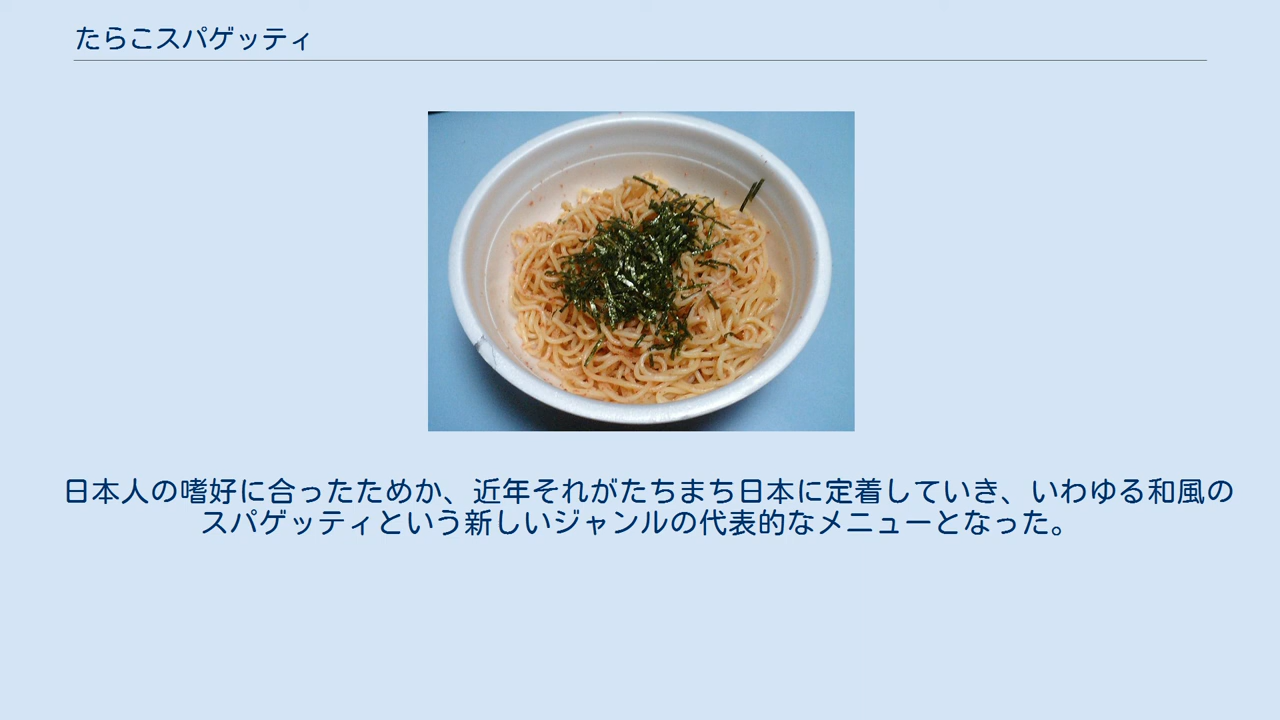 たらこスパゲッティ
日本人の嗜好に合ったためか、近年それがたちまち日本に定着していき、いわゆる和風の
スパゲッティという新しいジャンルの代表的なメニューとなった。